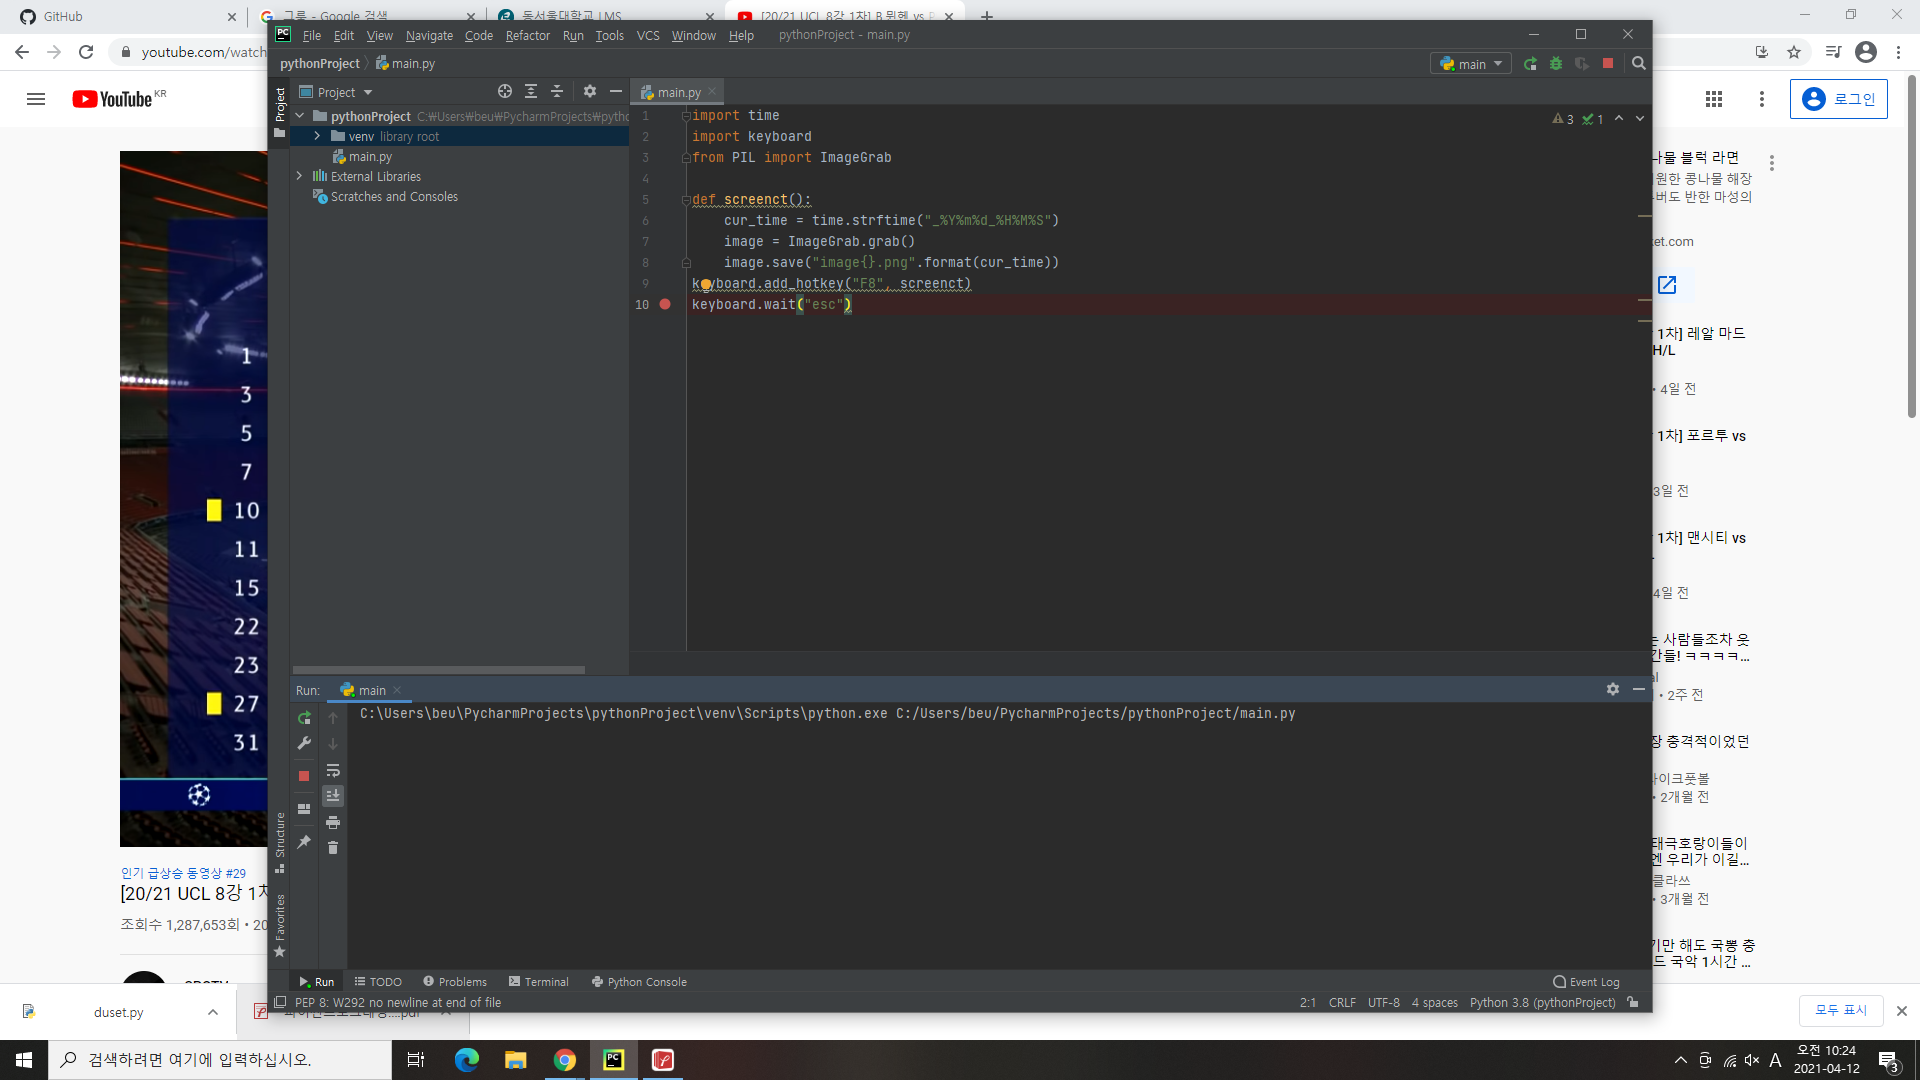 GitHub
그룹 - Google 검색
동서울대학교 LMS
[20/21 UCL 8강 1차] B.뮌헨 vs
youtube.com/watch
YouTube KR
로그인
File Edit View Navigate Code Refactor Run Tools VCS Window Help pythonProject - main.py
pythonProject main.py
main
Project
Project
main.py
pythonProject C:₩Users₩beu₩PycharmProjects₩pytho
venv library root
main.py
External Libraries
Scratches and Consoles
3 1
1 import time
2 import keyboard
3 from PIL import ImageGrab
4
5 def screenct():
6 cur_time = time.strftime("_%Y%m%d_%H%M%S")
7 image = ImageGrab.grab()
8 image.save("image{}.png".format(cur_time))
9 keyboard.add_hotkey("F8", screenct)
10 keyboard.wait("esc")
1
3
5
7
10
11
15
22
23
27
31
인기 급상승 동영상 #29
[20/21 UCL 8강 1차
조회수 1,287,653회 • 20
나물 블럭 라면
원한 콩나물 해장
버도 반한 마성의
ket.com
1차] 레알 마드
H/L
• 4일 전
1차] 포르투 vs
3일 전
1차] 맨시티 vs
4일 전
는 사람들조차 웃
간들! ㅋㅋㅋㅋ...
al
• 2주 전
장 충격적이었던
라이크풋볼
• 2개월 전
태극호랑이들이
엔 우리가 이길...
클라쓰
• 3개월 전
기만 해도 국뽕 충
드 국악 1시간 ...
Run: main
C:\Users\beu\PycharmProjects\pythonProject\venv\Scripts\python.exe C:/Users/beu/PycharmProjects/pythonProject/main.py
Structure
Favorites
Run TODO Problems Terminal Python Console Event Log
PEP 8: W292 no newline at end of file
2:1 CRLF UTF-8 4 spaces Python 3.8 (pythonProject)
duset.py
모두 표시
검색하려면 여기에 입력하십시오.
PC
A
오전 10:24
2021-04-12
3